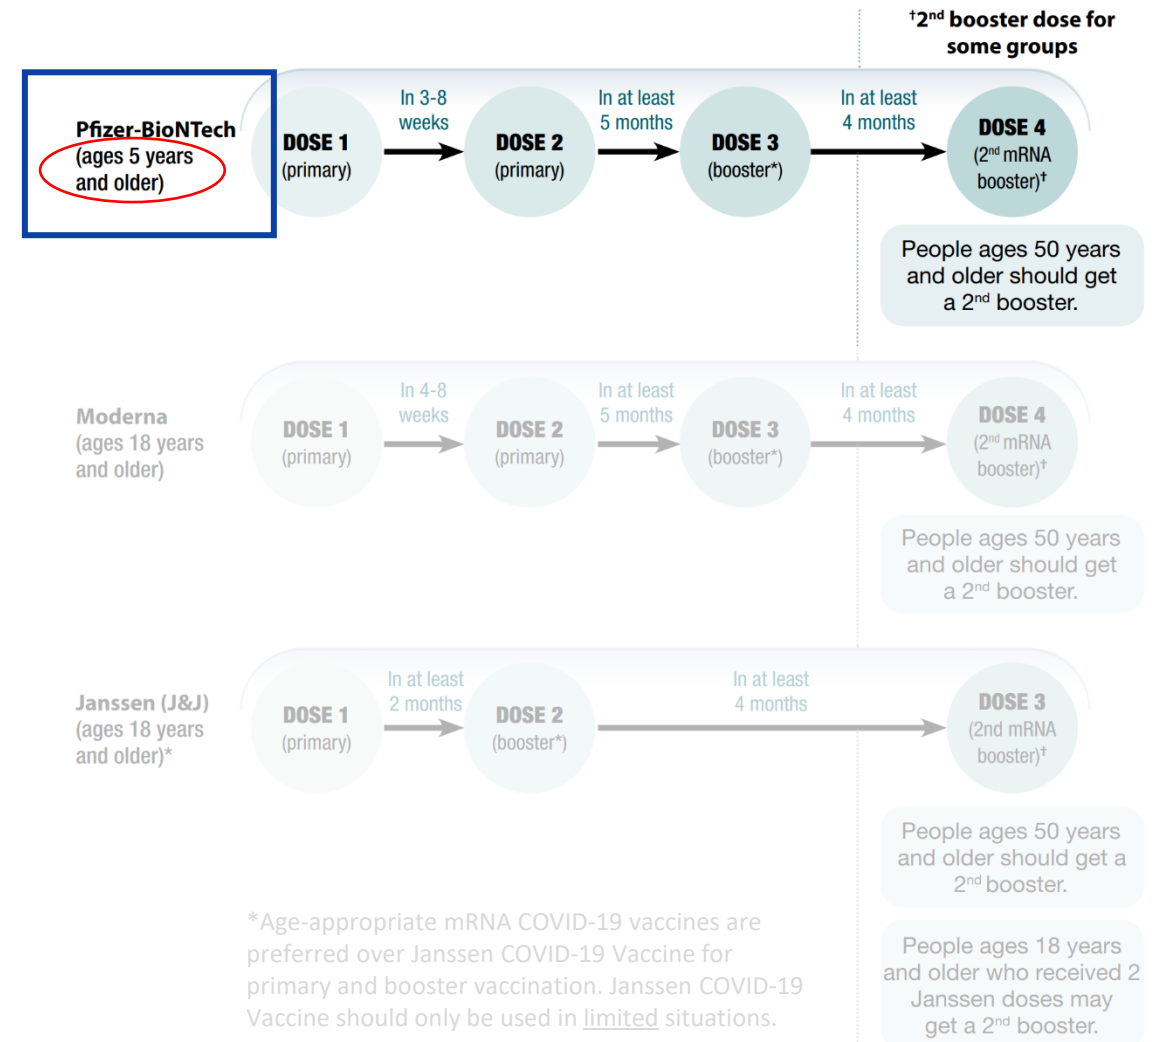 †2nd booster dose for
some groups
Pfizer-BioNTech
(ages 5 years
and older)
DOSE 1
(primary)
In 3-8
weeks
DOSE 2
(primary)
In at least
5 months
DOSE 3
(booster*)
In at least
4 months
DOSE 4
(2nd mRNA
booster)†
People ages 50 years
and older should get
a 2nd booster.
Moderna
(ages 18 years
and older)
DOSE 1
(primary)
In 4-8
weeks
DOSE 2
(primary)
In at least
5 months
DOSE 3
(booster*)
In at least
4 months
DOSE 4
(2nd mRNA
booster)†
People ages 50 years
and older should get
a 2nd booster.
Janssen (J&J)
(ages 18 years
and older)*
DOSE 1
(primary)
In at least
2 months
DOSE 2
(booster*)
In at least
4 months
DOSE 3
(2nd mRNA
booster)†
People ages 50 years
and older should get a
2nd booster.
People ages 18 years
and older who received 2
Janssen doses may
get a 2nd booster.
*Age-appropriate mRNA COVID-19 vaccines are
preferred over Janssen COVID-19 Vaccine for
primary and booster vaccination. Janssen COVID-19
Vaccine should only be used in limited situations.